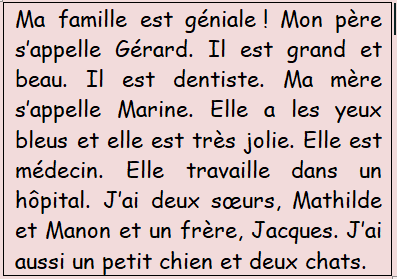 Ma famille est géniale ! Mon père
s’appelle Gérard. Il est grand et
beau. Il est dentiste. Ma mère
s’appelle Marine. Elle a les yeux
bleus et elle est très jolie. Elle est
médecin. Elle travaille dans un
hôpital. J’ai deux sœurs, Mathilde
et Manon et un frère, Jacques. J’ai
aussi un petit chien et deux chats.